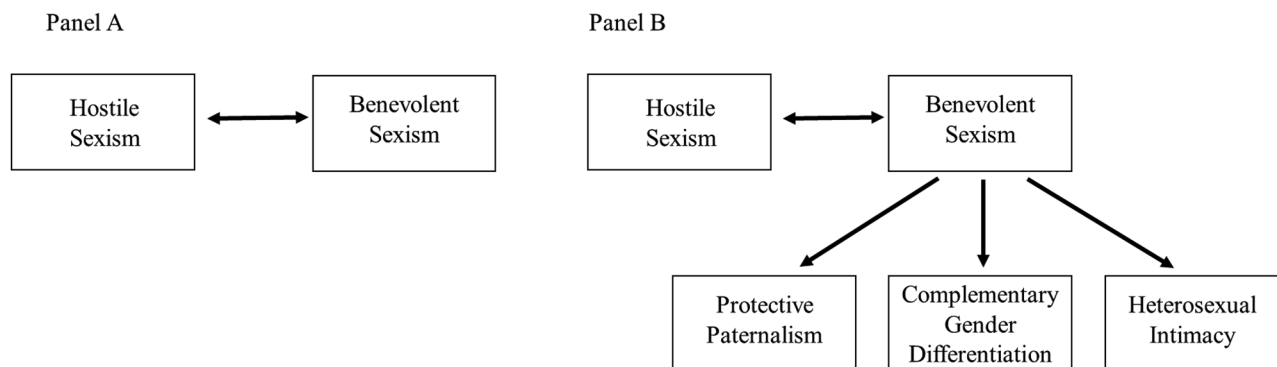 Panel A
Hostile
Sexism
Benevolent
Sexism
Panel B
Hostile
Sexism
Benevolent
Sexism
Protective
Paternalism
Complementary
Gender
Differentiation
Heterosexual
Intimacy